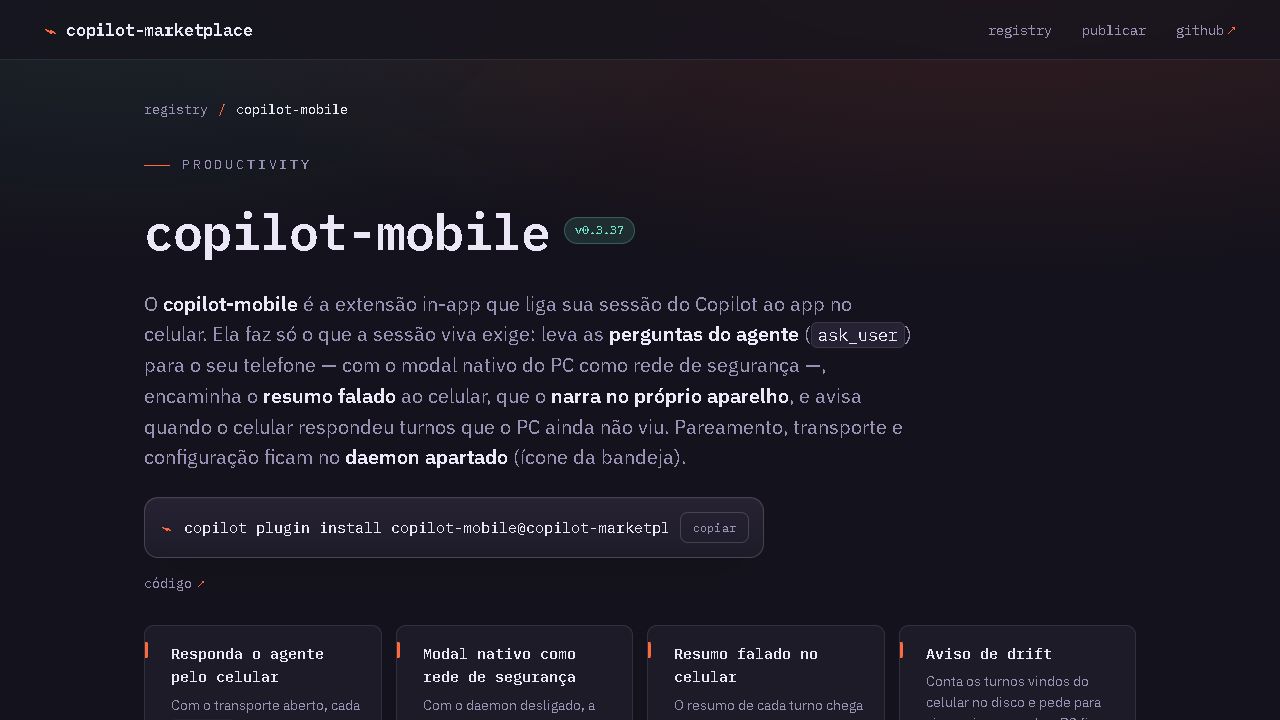 copilot-marketplace
registry publicar github↗
registry / copilot-mobile
PRODUCTIVITY
copilot-mobile v0.3.37
O copilot-mobile é a extensão in-app que liga sua sessão do Copilot ao app no
celular. Ela faz só o que a sessão viva exige: leva as perguntas do agente (ask_user)
para o seu telefone — com o modal nativo do PC como rede de segurança —,
encaminha o resumo falado ao celular, que o narra no próprio aparelho, e avisa
quando o celular respondeu turnos que o PC ainda não viu. Pareamento, transporte e
configuração ficam no daemon apartado (ícone da bandeja).
copilot plugin install copilot-mobile@copilot-marketpl copiar
código ↗
Responda o agente
pelo celular
Com o transporte aberto, cada
Modal nativo como
rede de segurança
Com o daemon desligado, a
Resumo falado no
celular
O resumo de cada turno chega
Aviso de drift
Conta os turnos vindos do
celular no disco e pede para